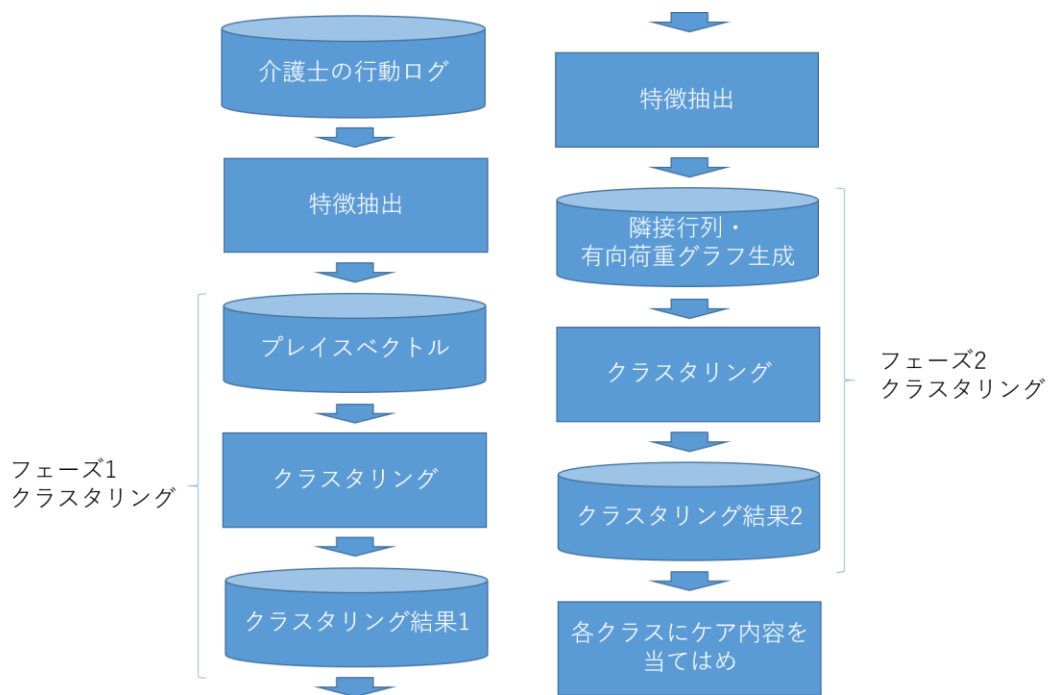 介護士の行動ログ
特徴抽出
プレイスベクトル
フェーズ1
クラスタリング
クラスタリング
クラスタリング結果1
特徴抽出
隣接行列・
有向荷重グラフ生成
クラスタリング
フェーズ2
クラスタリング
クラスタリング結果2
各クラスにケア内容を
当てはめ